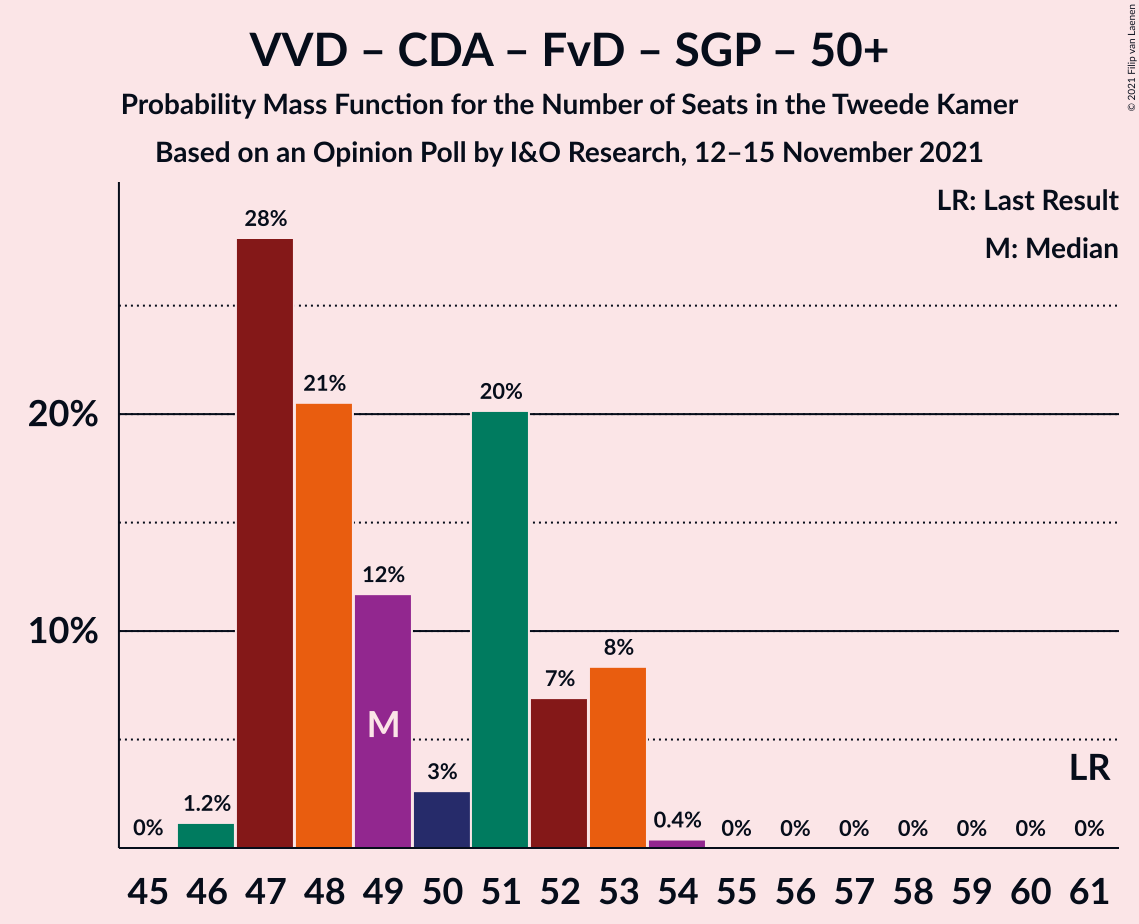 VVD – CDA – FvD – SGP – 50+
Probability Mass Function for the Number of Seats in the Tweede Kamer
Based on an Opinion Poll by I&O Research, 12–15 November 2021
© 2021 Filip van Laenen
LR: Last Result
M: Median
28%
21%
20%
20%
12%
10%
8%
7%
M
3%
LR
1.2%
0.4%
0%
0% 0% 0% 0% 0% 0% 0%
45 46 47 48 49 50 51 52 53 54 55 56 57 58 59 60 61